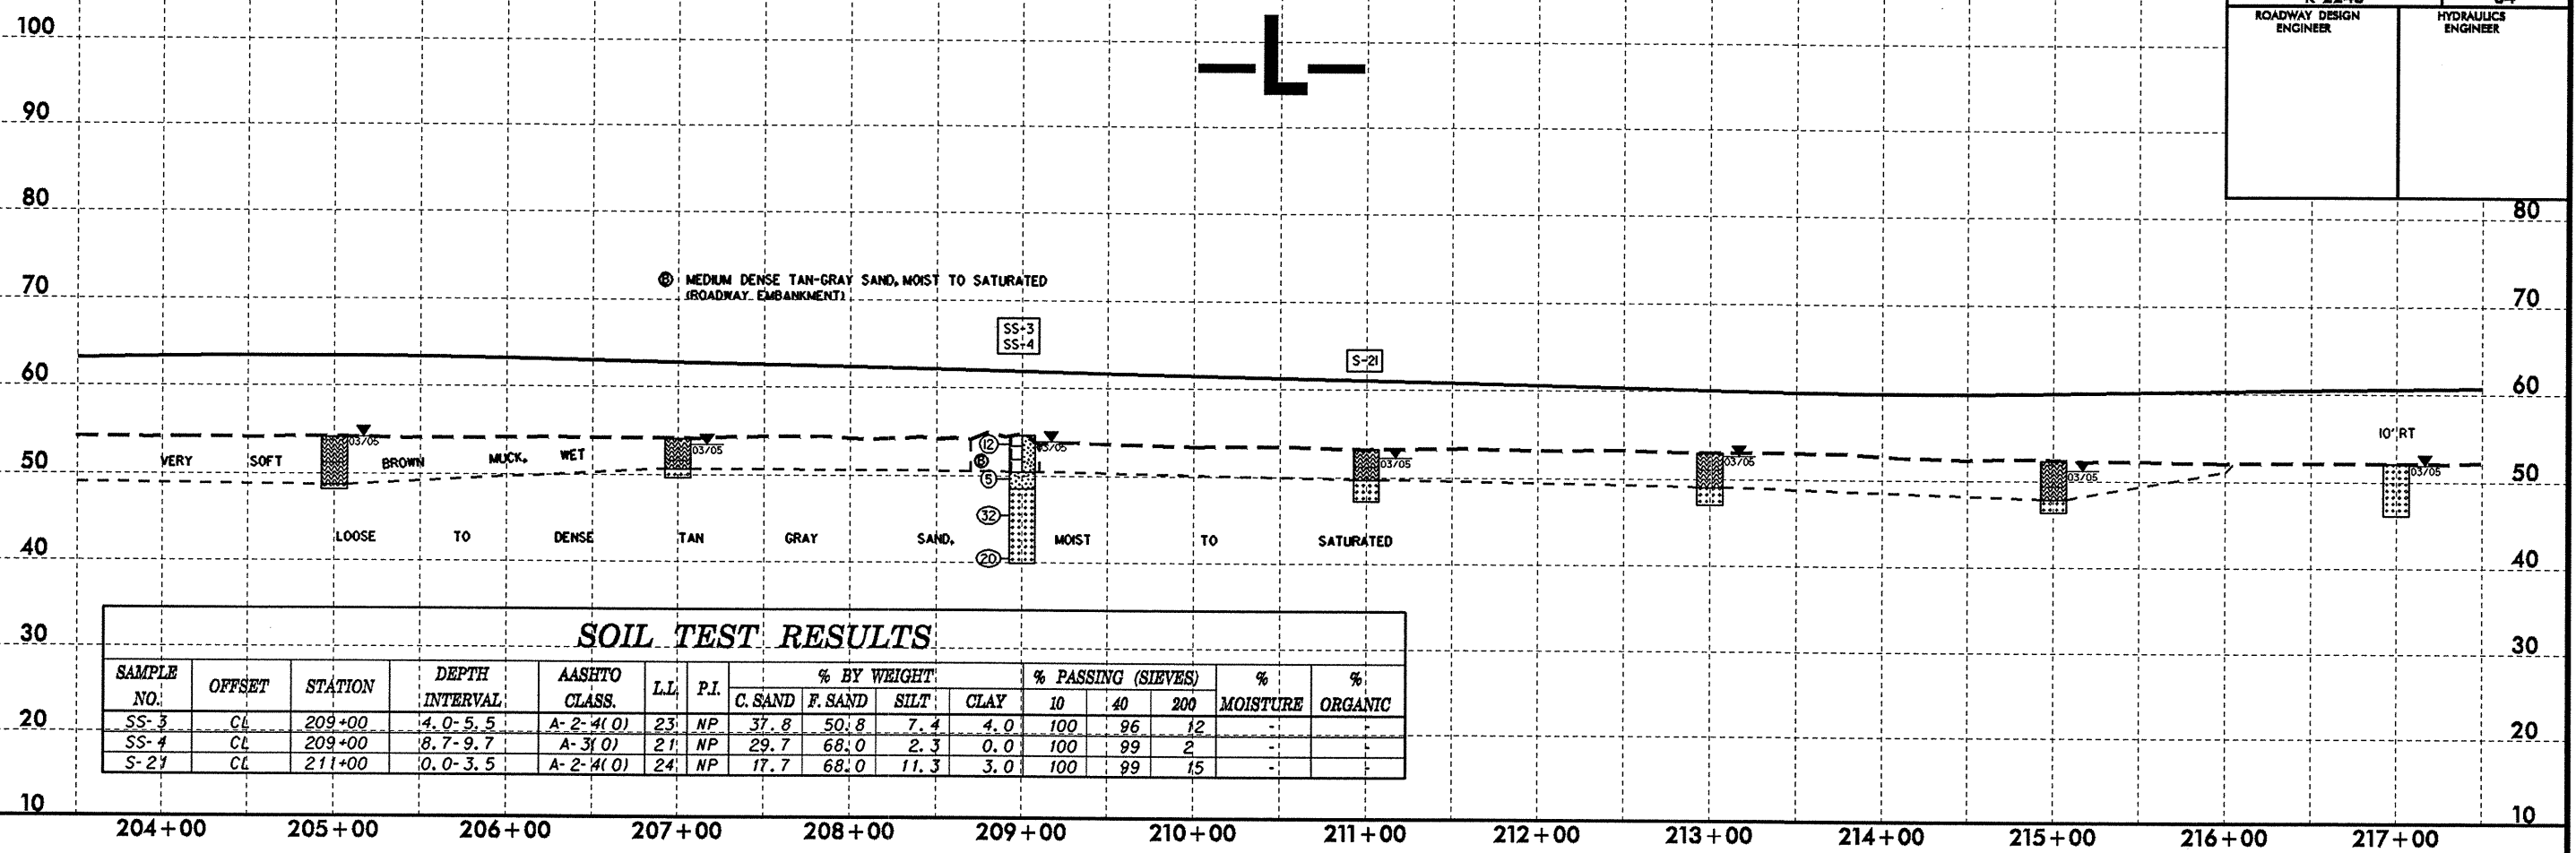 100
ROADWAY DESIGN
ENGINEER
HYDRAULICS
ENGINEER
L
90
80
80
Ⓑ MEDIUM DENSE TAN-GRAY SAND, MOIST TO SATURATED
(ROADWAY EMBANKMENT)
70
70
SS-3
SS-4
S-21
60
60
10' RT
03/05
03/05
12
03/05
03/05
03/05
03/05
03/05
VERY SOFT BROWN MUCK, WET
B
50
50
5
32
LOOSE TO DENSE TAN GRAY SAND, MOIST TO SATURATED
40
20
40
30
30
SOIL TEST RESULTS
SAMPLE NO. OFFSET STATION DEPTH INTERVAL AASHTO CLASS. L.L. P.I. % BY WEIGHT % PASSING (SIEVES) % MOISTURE % ORGANIC
C. SAND F. SAND SILT CLAY 10 40 200
SS-3 CL 209+00 4.0-5.5 A-2-4(0) 23 NP 37.8 50.8 7.4 4.0 100 96 12 - -
SS-4 CL 209+00 8.7-9.7 A-3(0) 21 NP 29.7 68.0 2.3 0.0 100 99 2 - -
S-21 CL 211+00 0.0-3.5 A-2-4(0) 24 NP 17.7 68.0 11.3 3.0 100 99 15 - -
20
20
10
10
204+00 205+00 206+00 207+00 208+00 209+00 210+00 211+00 212+00 213+00 214+00 215+00 216+00 217+00